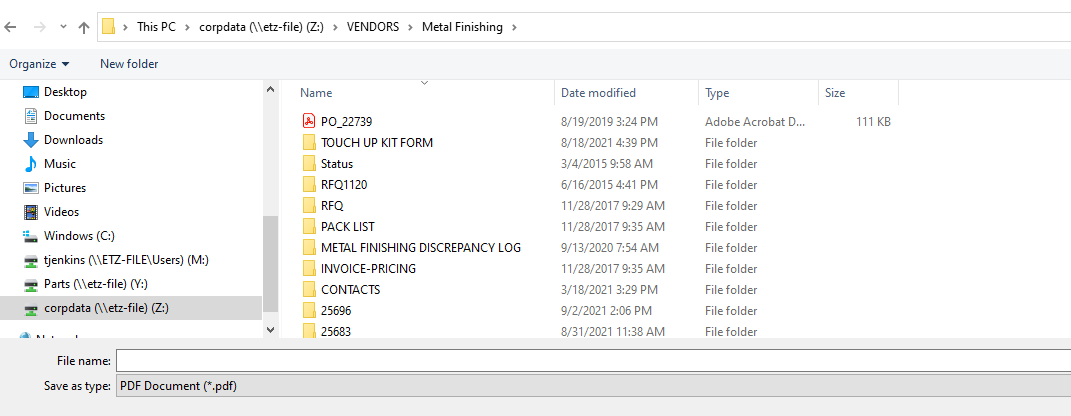 This PC > corpdata (\\etz-file) (Z:) > VENDORS > Metal Finishing >
Organize New folder
Desktop
Documents
Downloads
Music
Pictures
Videos
Windows (C:)
tjenkins (\\ETZ-FILE\Users) (M:)
Parts (\\etz-file) (Y:)
corpdata (\\etz-file) (Z:)
Name Date modified Type Size
PO_22739 8/19/2019 3:24 PM Adobe Acrobat D... 111 KB
TOUCH UP KIT FORM 8/18/2021 4:39 PM File folder
Status 3/4/2015 9:58 AM File folder
RFQ1120 6/16/2015 4:41 PM File folder
RFQ 11/28/2017 9:29 AM File folder
PACK LIST 11/28/2017 9:35 AM File folder
METAL FINISHING DISCREPANCY LOG 9/13/2020 7:54 AM File folder
INVOICE-PRICING 11/28/2017 9:35 AM File folder
CONTACTS 3/18/2021 3:29 PM File folder
25696 9/2/2021 2:06 PM File folder
25683 8/31/2021 11:38 AM File folder
File name:
Save as type: PDF Document (*.pdf)